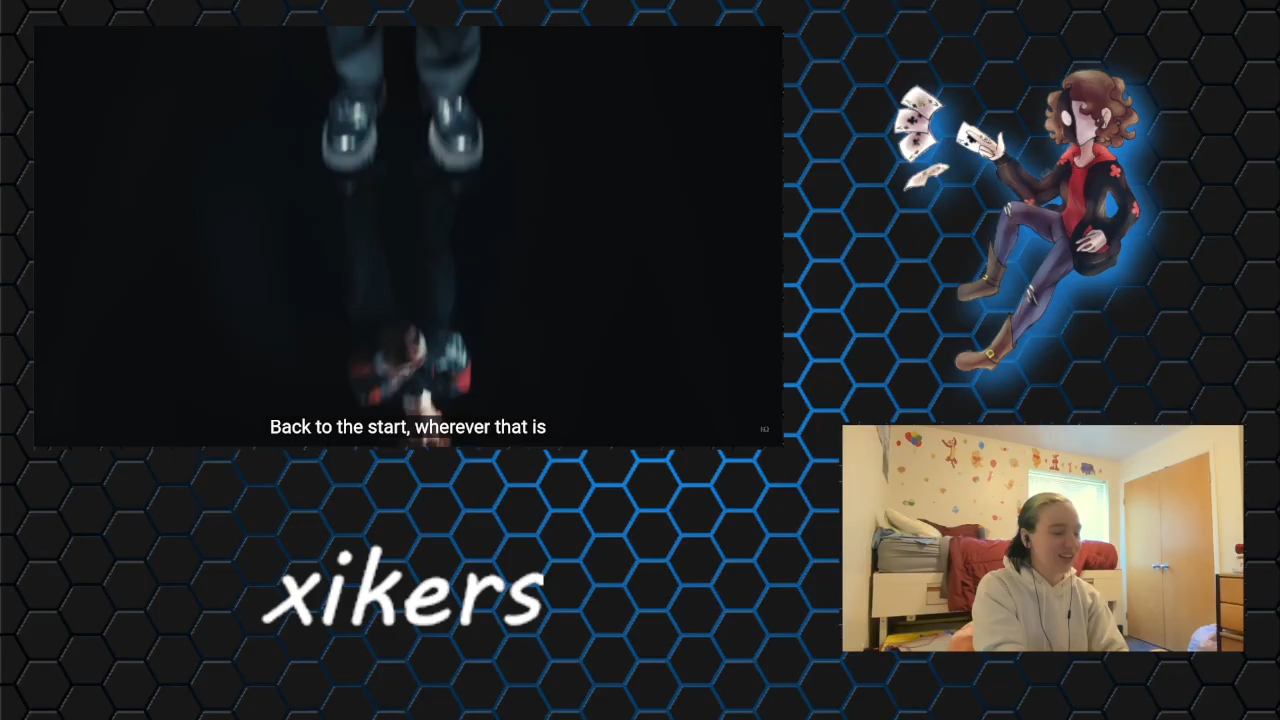 Back to the start, wherever that is
xikers